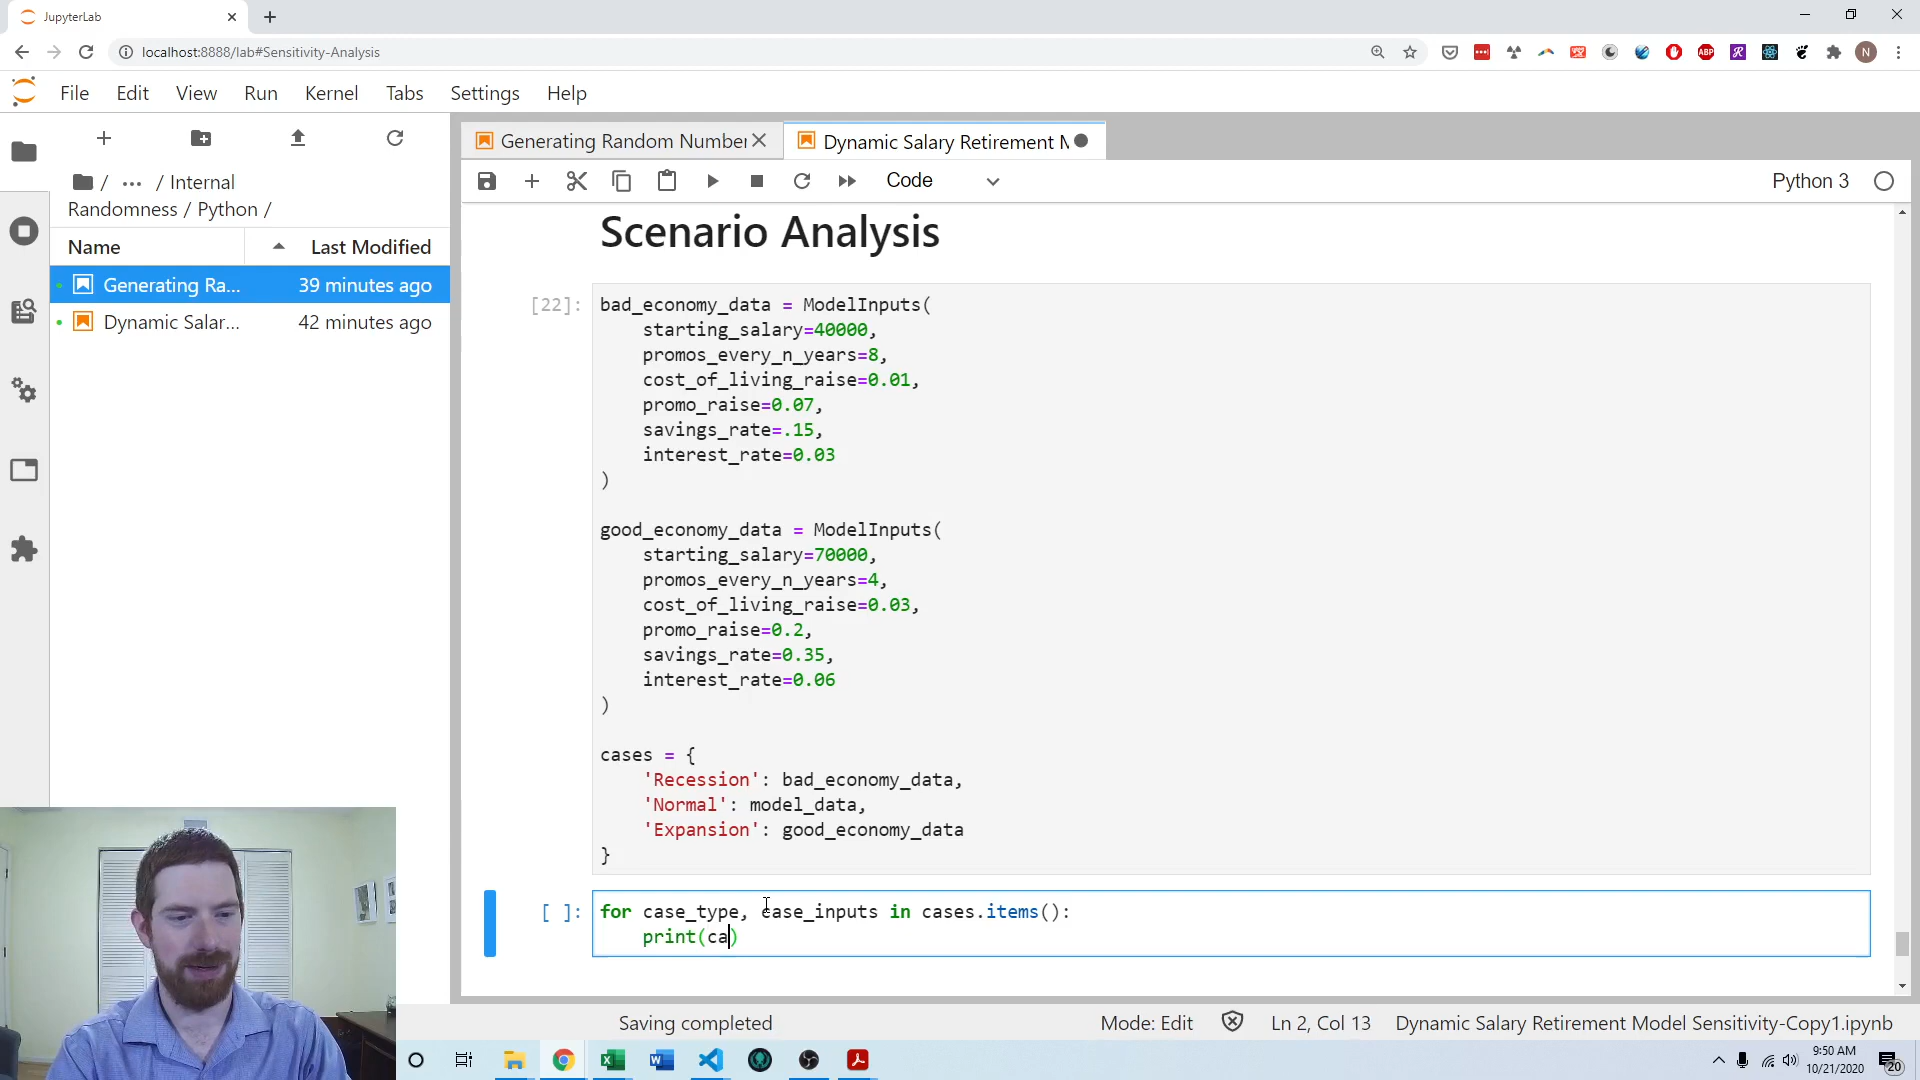 JupyterLab
localhost:8888/lab#Sensitivity-Analysis
File Edit View Run Kernel Tabs Settings Help
Generating Random Number
Dynamic Salary Retirement M
/ ... / Internal
Randomness / Python /
Code
Python 3
Name Last Modified
Generating Ra... 39 minutes ago
Dynamic Salar... 42 minutes ago
Scenario Analysis
[22]:
bad_economy_data = ModelInputs(
starting_salary=40000,
promos_every_n_years=8,
cost_of_living_raise=0.01,
promo_raise=0.07,
savings_rate=.15,
interest_rate=0.03
)
good_economy_data = ModelInputs(
starting_salary=70000,
promos_every_n_years=4,
cost_of_living_raise=0.03,
promo_raise=0.2,
savings_rate=0.35,
interest_rate=0.06
)
cases = {
'Recession': bad_economy_data,
'Normal': model_data,
'Expansion': good_economy_data
}
[ ]:
for case_type, case_inputs in cases.items():
print(ca)
Saving completed
Mode: Edit
Ln 2, Col 13
Dynamic Salary Retirement Model Sensitivity-Copy1.ipynb
9:50 AM
10/21/2020
20